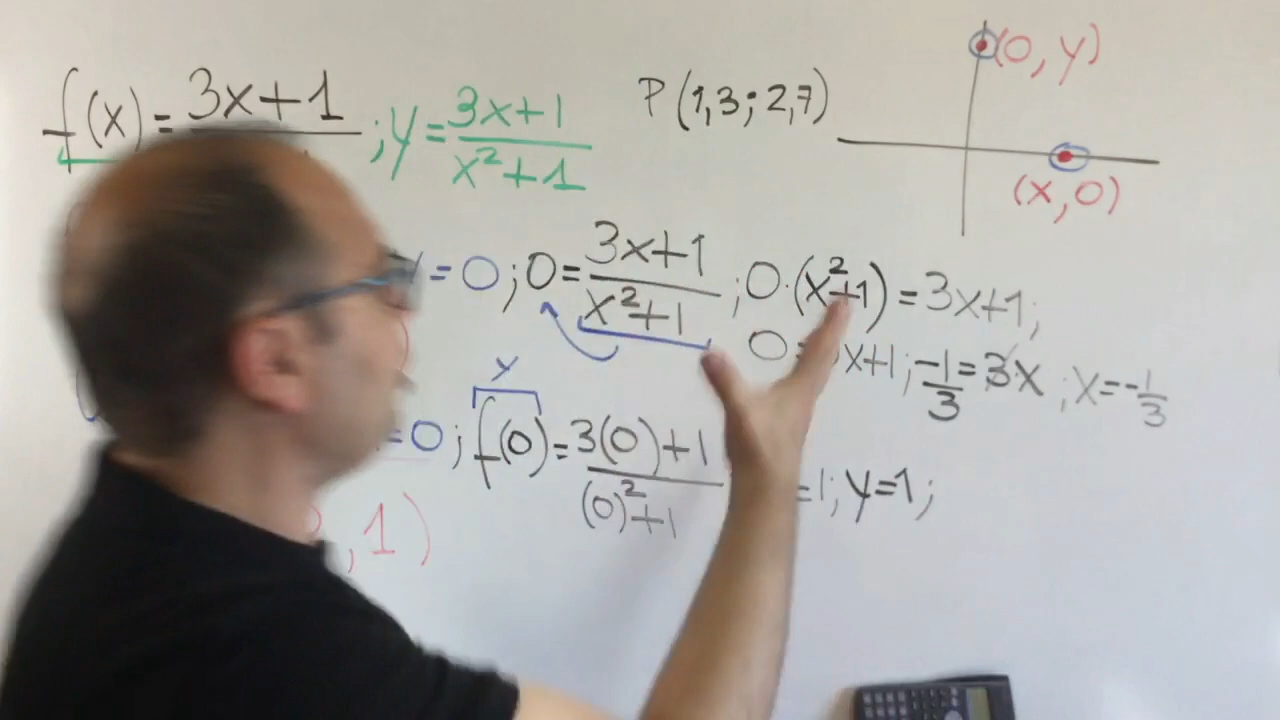 f(x) = 3x+1
; y = 3x+1 / x²+1
P(1,3 ; 2,7)
(0, y)
(x, 0)
= 0 ; 0 = 3x+1 / x²+1 ; 0·(x²+1) = 3x+1 ;
0 = x+1 ; -1/3 = 3x ; x = -1/3
y
=0 ; f(0) = 3(0)+1 / (0)²+1 =1 ; y=1 ;
, 1)